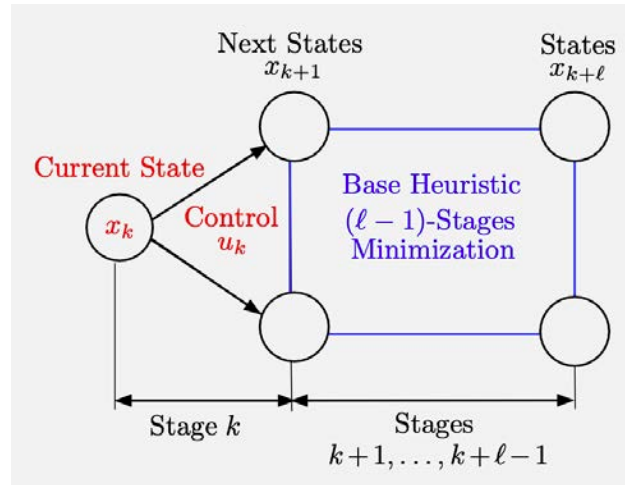 Next States
x_{k+1}
States
x_{k+ℓ}
Current State
x_k
Control
u_k
Base Heuristic
(ℓ − 1)-Stages
Minimization
Stage k
Stages
k+1, . . . , k+ℓ−1